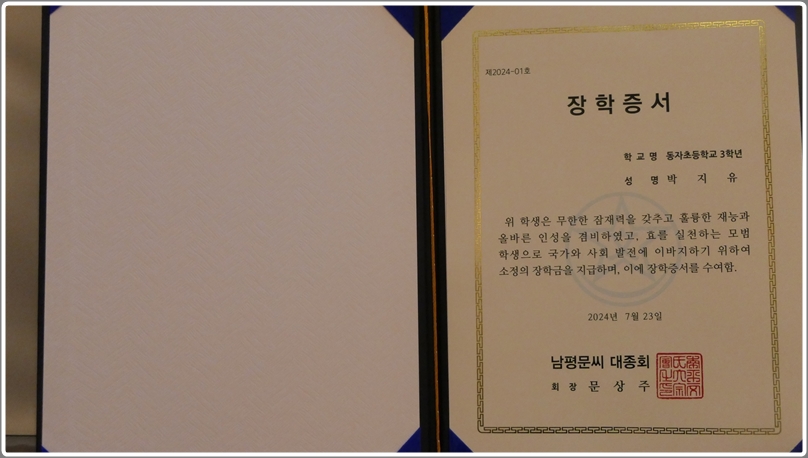 제2024-01호
장 학 증 서
학 교 명 동자초등학교 3학년
성 명 박 지 유
위 학생은 무한한 잠재력을 갖추고 훌륭한 재능과
올바른 인성을 겸비하였고, 효를 실천하는 모범
학생으로 국가와 사회 발전에 이바지하기 위하여
소정의 장학금을 지급하며, 이에 장학증서를 수여함.
2024년 7월 23일
남평문씨 대종회
회 장 문 상 주